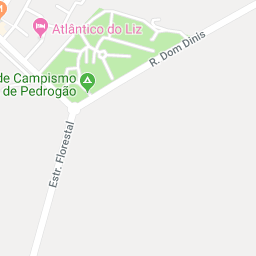 Atlântico do Liz
R. Dom Dinis
de Campismo
de Pedrogão
Estr. Florestal